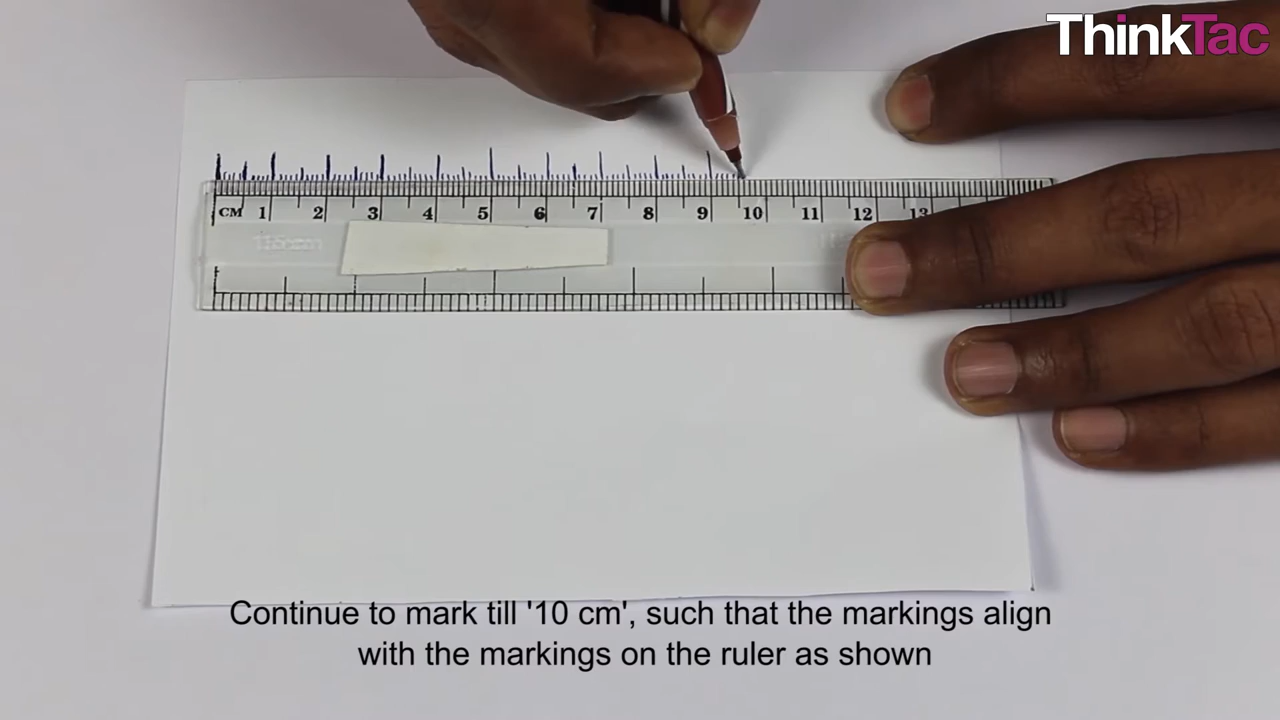 ThinkTac
CM 1 2 3 4 5 6 7 8 9 10 11 12 13
Continue to mark till '10 cm', such that the markings align
with the markings on the ruler as shown